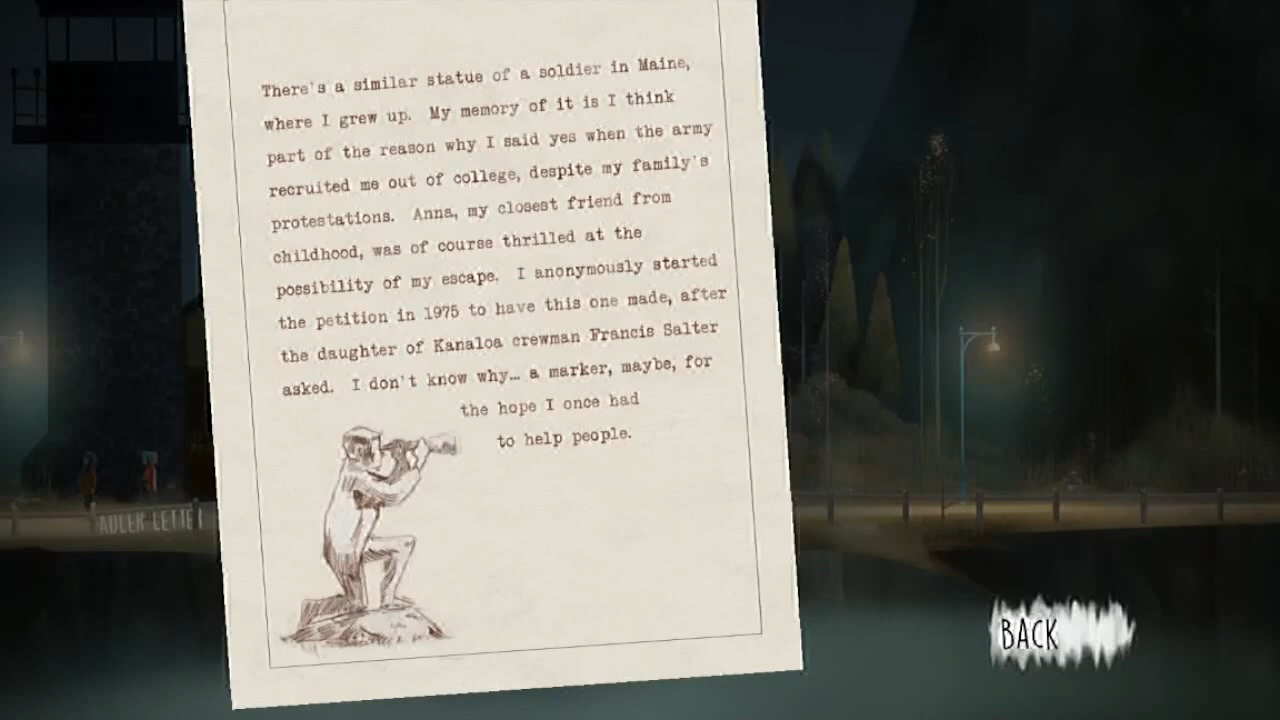 There's a similar statue of a soldier in Maine,
where I grew up. My memory of it is I think
part of the reason why I said yes when the army
recruited me out of college, despite my family's
protestations. Anna, my closest friend from
childhood, was of course thrilled at the
possibility of my escape. I anonymously started
the petition in 1975 to have this one made, after
the daughter of Kanaloa crewman Francis Salter
asked. I don't know why… a marker, maybe, for
the hope I once had
to help people.
ADLER LETTER
BACK